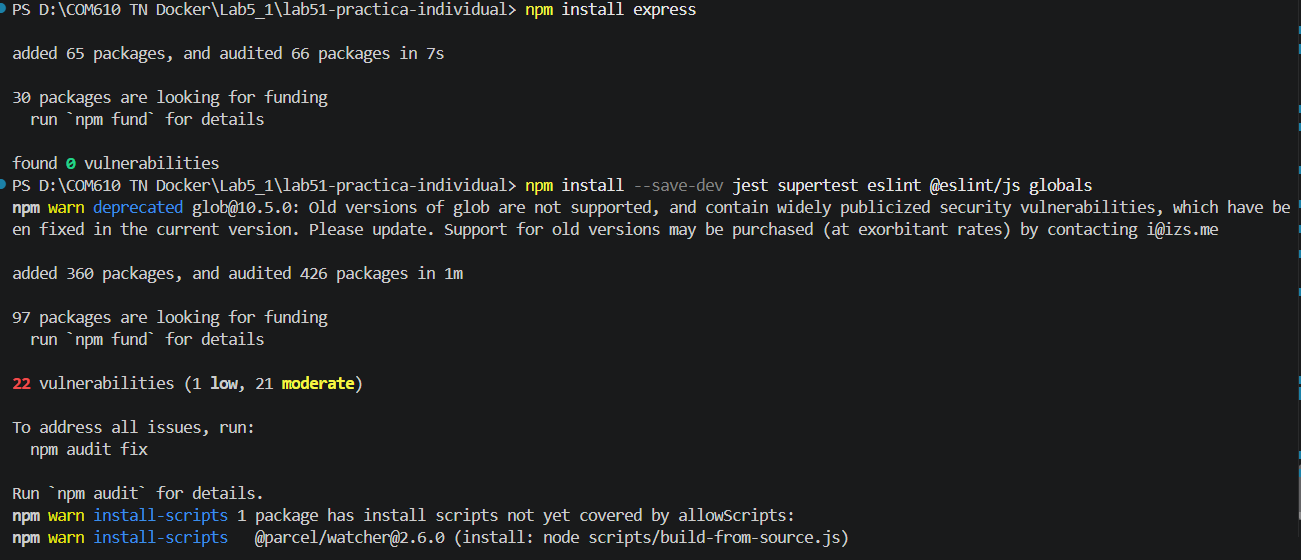 PS D:\COM610 TN Docker\Lab5_1\lab51-practica-individual> npm install express
added 65 packages, and audited 66 packages in 7s
30 packages are looking for funding
  run `npm fund` for details
found 0 vulnerabilities
PS D:\COM610 TN Docker\Lab5_1\lab51-practica-individual> npm install --save-dev jest supertest eslint @eslint/js globals
npm warn deprecated glob@10.5.0: Old versions of glob are not supported, and contain widely publicized security vulnerabilities, which have be
en fixed in the current version. Please update. Support for old versions may be purchased (at exorbitant rates) by contacting i@izs.me
added 360 packages, and audited 426 packages in 1m
97 packages are looking for funding
  run `npm fund` for details
22 vulnerabilities (1 low, 21 moderate)
To address all issues, run:
  npm audit fix
Run `npm audit` for details.
npm warn install-scripts 1 package has install scripts not yet covered by allowScripts:
npm warn install-scripts   @parcel/watcher@2.6.0 (install: node scripts/build-from-source.js)